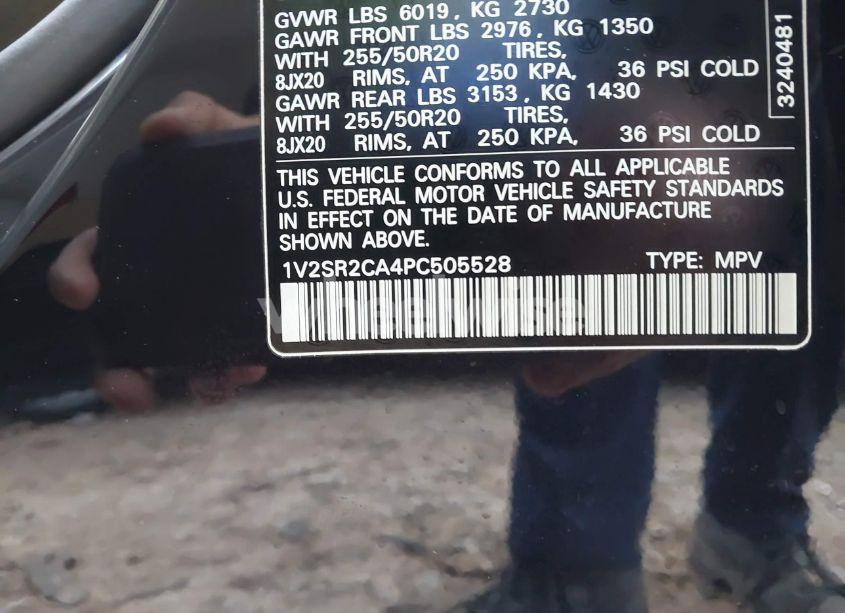 GVWR LBS 6019, KG 2730
GAWR FRONT LBS 2976, KG 1350
WITH 255/50R20 TIRES,
8JX20 RIMS, AT 250 KPA, 36 PSI COLD
GAWR REAR LBS 3153, KG 1430
WITH 255/50R20 TIRES,
8JX20 RIMS, AT 250 KPA, 36 PSI COLD
3240481
THIS VEHICLE CONFORMS TO ALL APPLICABLE
U.S. FEDERAL MOTOR VEHICLE SAFETY STANDARDS
IN EFFECT ON THE DATE OF MANUFACTURE
SHOWN ABOVE.
1V2SR2CA4PC505528 TYPE: MPV
wheelwise